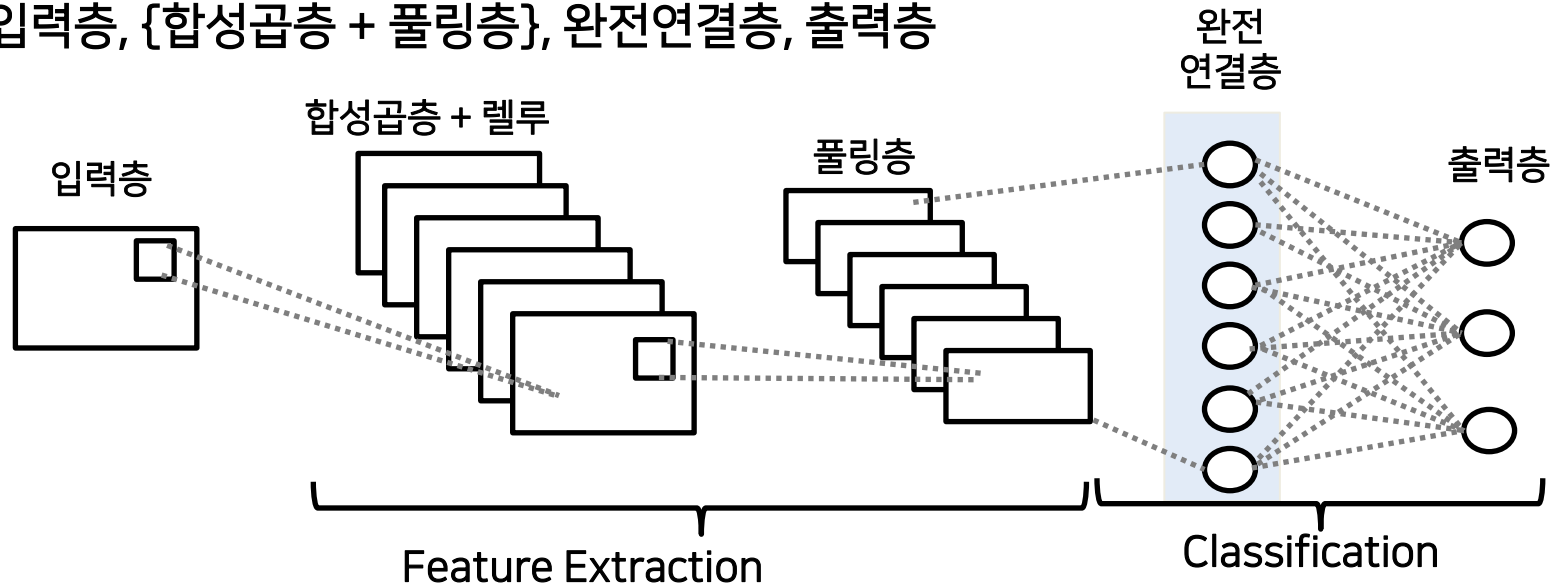 입력층, {합성곱층 + 풀링층}, 완전연결층, 출력층
완전
연결층
합성곱층 + 렐루
풀링층
출력층
입력층
Feature Extraction
Classification